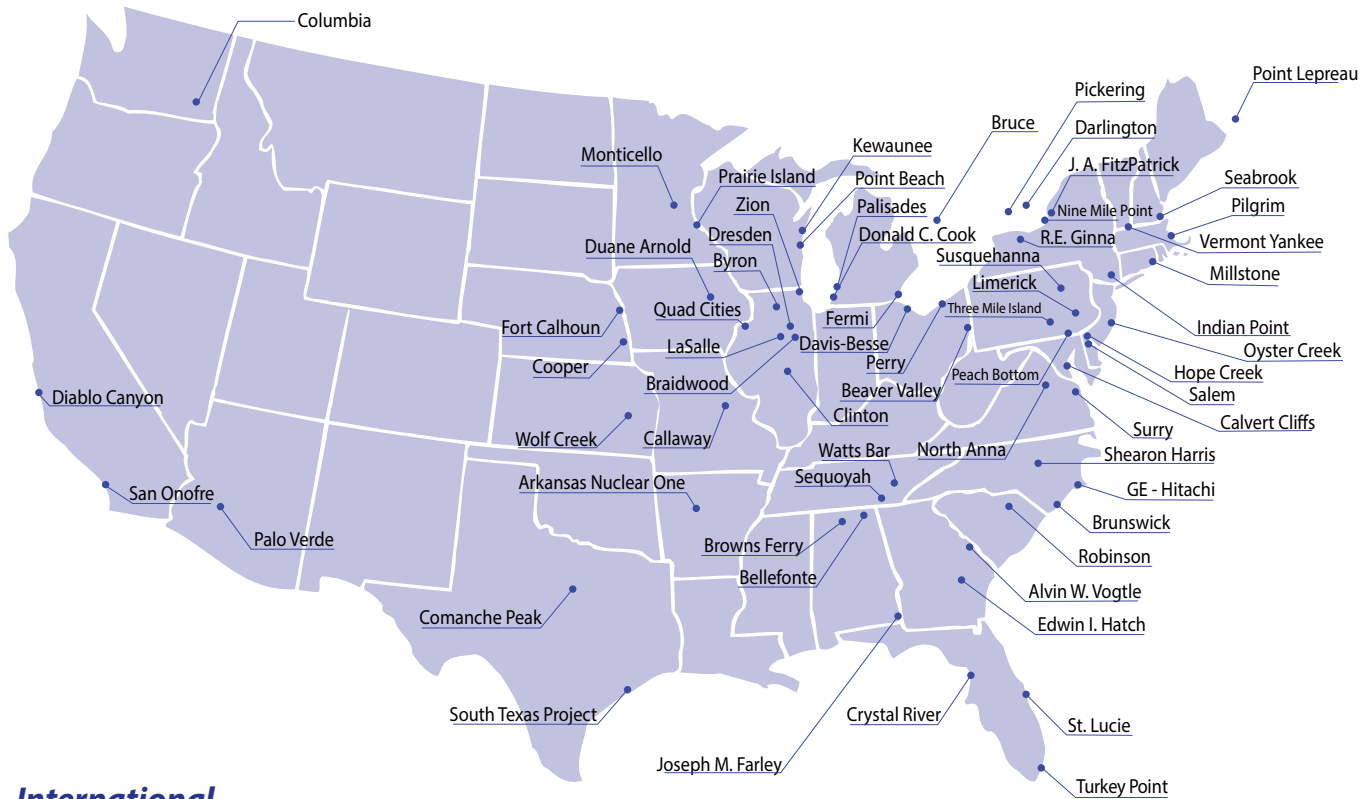 Columbia
Point Lepreau
Pickering
Bruce
Darlington
Kewaunee
Monticello
J. A. FitzPatrick
Prairie Island
Point Beach
Seabrook
Zion
Palisades
Nine Mile Point
Pilgrim
Dresden
Donald C. Cook
R.E. Ginna
Vermont Yankee
Duane Arnold
Byron
Susquehanna
Millstone
Limerick
Quad Cities
Three Mile Island
Fort Calhoun
Fermi
Indian Point
LaSalle
Davis-Besse
Oyster Creek
Cooper
Perry
Hope Creek
Braidwood
Peach Bottom
Beaver Valley
Salem
Diablo Canyon
Clinton
Calvert Cliffs
Wolf Creek
Callaway
Surry
Watts Bar
North Anna
Shearon Harris
Arkansas Nuclear One
Sequoyah
San Onofre
GE - Hitachi
Brunswick
Palo Verde
Browns Ferry
Robinson
Bellefonte
Alvin W. Vogtle
Comanche Peak
Edwin I. Hatch
South Texas Project
Crystal River
St. Lucie
Joseph M. Farley
Turkey Point
International